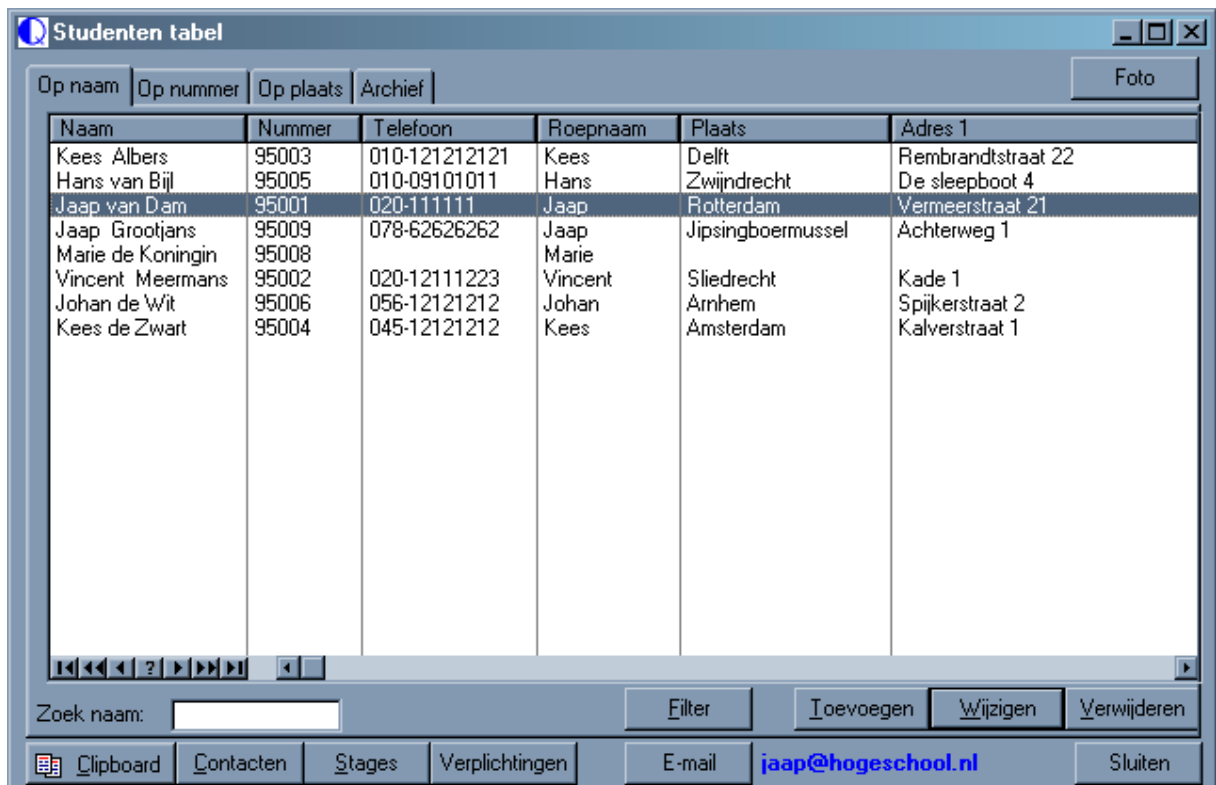 Studenten tabel
Op naam Op nummer Op plaats Archief Foto
Naam Nummer Telefoon Roepnaam Plaats Adres 1
Kees Albers 95003 010-121212121 Kees Delft Rembrandtstraat 22
Hans van Bijl 95005 010-09101011 Hans Zwijndrecht De sleepboot 4
Jaap van Dam 95001 020-111111 Jaap Rotterdam Vermeerstraat 21
Jaap Grootjans 95009 078-62626262 Jaap Jipsingboermussel Achterweg 1
Marie de Koningin 95008 Marie
Vincent Meermans 95002 020-12111223 Vincent Sliedrecht Kade 1
Johan de Wit 95006 056-12121212 Johan Arnhem Spijkerstraat 2
Kees de Zwart 95004 045-12121212 Kees Amsterdam Kalverstraat 1
?
Zoek naam: Filter Toevoegen Wijzigen Verwijderen
Clipboard Contacten Stages Verplichtingen E-mail jaap@hogeschool.nl Sluiten